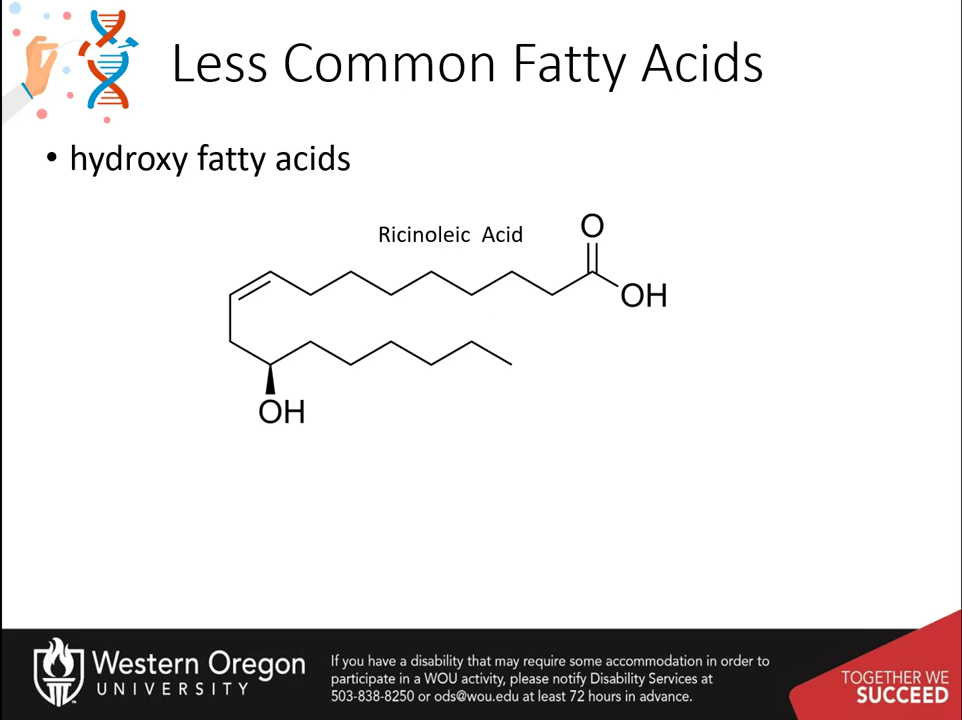 Less Common Fatty Acids
• hydroxy fatty acids
Ricinoleic Acid
O
OH
OH
Western Oregon
UNIVERSITY
If you have a disability that may require some accommodation in order to
participate in a WOU activity, please notify Disability Services at
503-838-8250 or ods@wou.edu at least 72 hours in advance.
TOGETHER WE
SUCCEED